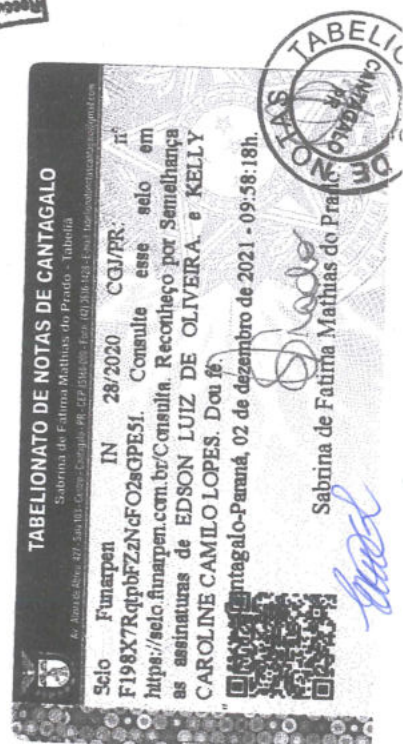 TABELIONATO DE NOTAS DE CANTAGALO
Sabrina de Fatima Mathias do Prado - Tabeliã
Selo Funarpen IN 28/2020 CGJ/PR: nº
F198X7RqtpbFZzNcFO2sGPE51. Consulte esse selo em
https://selo.funarpen.com.br/Consulta. Reconheço por Semelhança
as assinaturas de EDSON LUIZ DE OLIVEIRA e KELLY
CAROLINE CAMILO LOPES. Dou fé.
Cantagalo-Paraná, 02 de dezembro de 2021 - 09:58:18h.
Sabrina de Fatima Mathias do Prado
TABELIO
DE NOTAS
CANTAGALO
PR